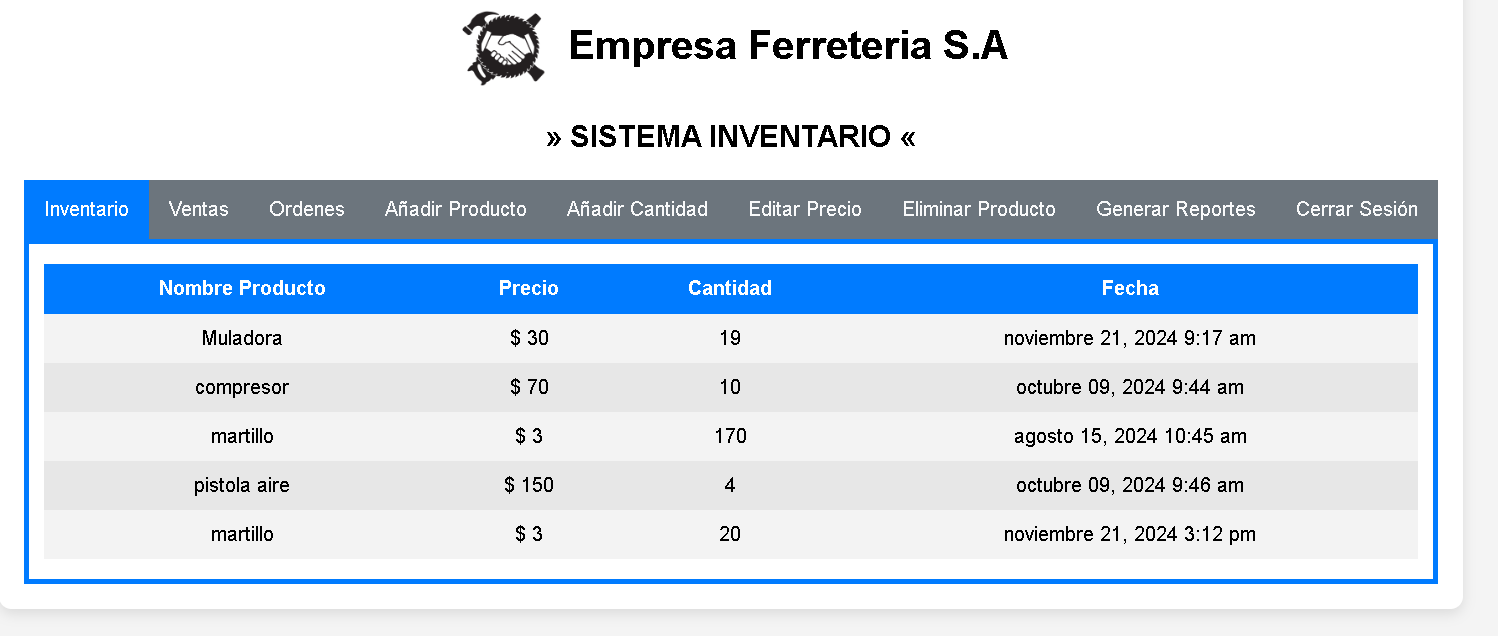 Empresa Ferreteria S.A
» SISTEMA INVENTARIO «
Inventario Ventas Ordenes Añadir Producto Añadir Cantidad Editar Precio Eliminar Producto Generar Reportes Cerrar Sesión
Nombre Producto Precio Cantidad Fecha
Muladora $ 30 19 noviembre 21, 2024 9:17 am
compresor $ 70 10 octubre 09, 2024 9:44 am
martillo $ 3 170 agosto 15, 2024 10:45 am
pistola aire $ 150 4 octubre 09, 2024 9:46 am
martillo $ 3 20 noviembre 21, 2024 3:12 pm